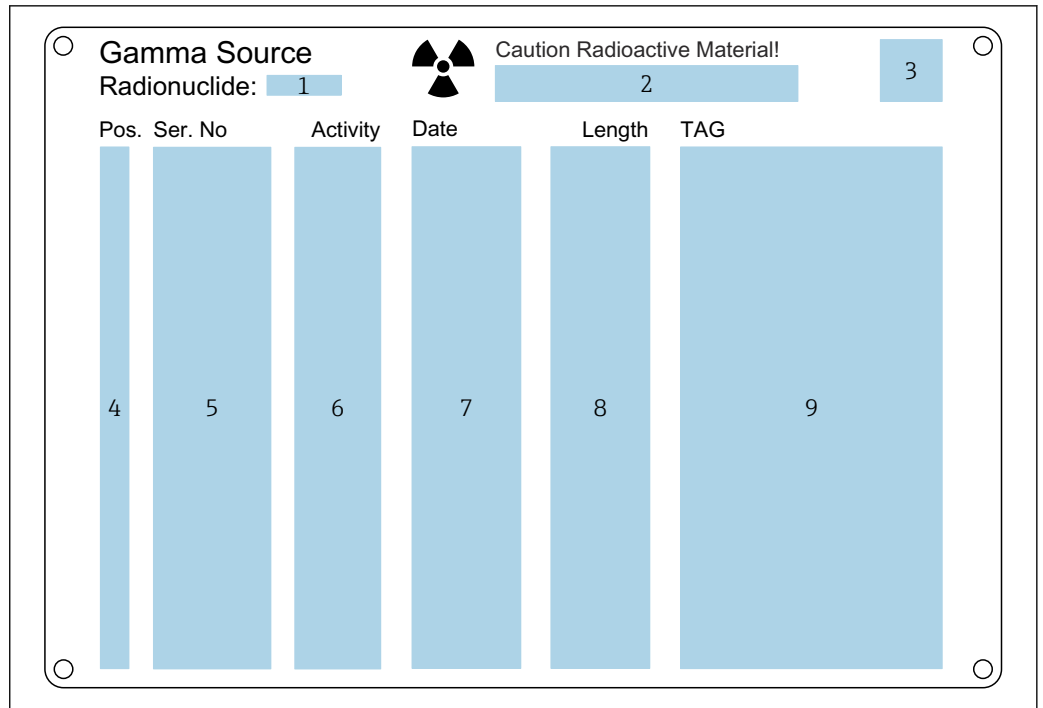 Gamma Source
Radionuclide: 1
Caution Radioactive Material!
2
3
Pos. Ser. No Activity Date Length TAG
4 5 6 7 8 9